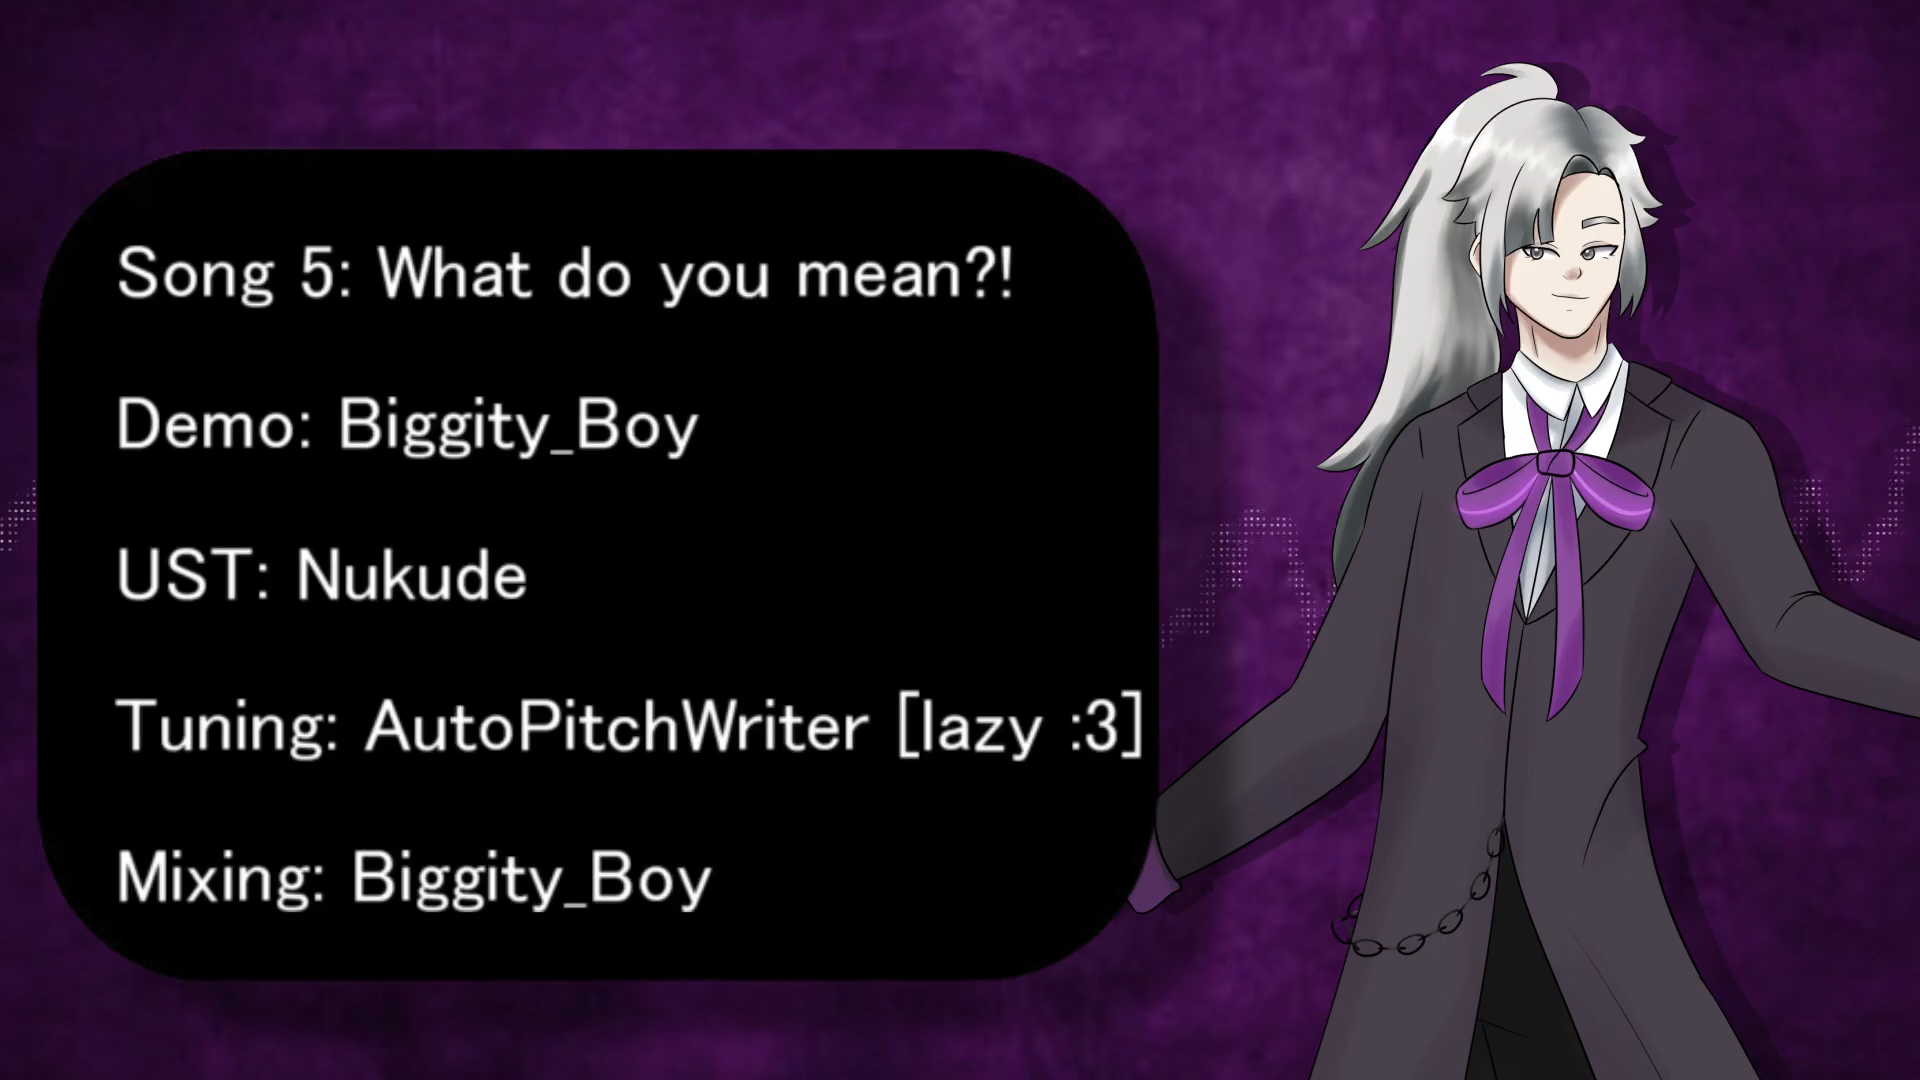 Song 5: What do you mean?!
Demo: Biggity_Boy
UST: Nukude
Tuning: AutoPitchWriter [lazy :3]
Mixing: Biggity_Boy